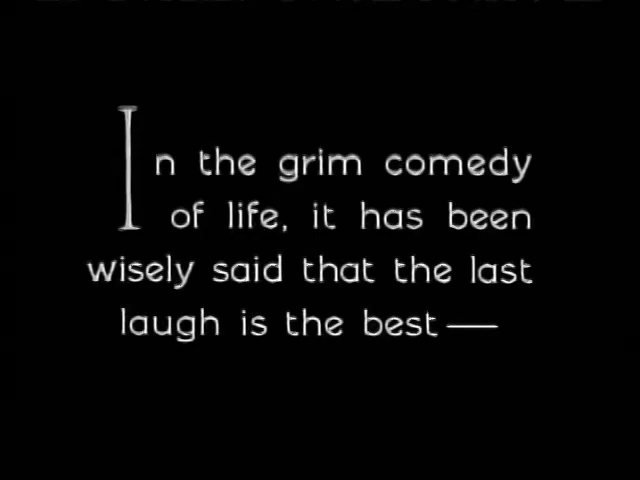 In the grim comedy
of life, it has been
wisely said that the last
laugh is the best —